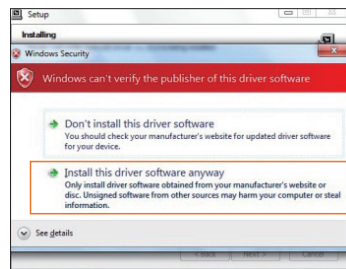 Setup
Installing
Windows Security
Windows can't verify the publisher of this driver software
Don't install this driver software
You should check your manufacturer's website for updated driver software
for your device.
Install this driver software anyway
Only install driver software obtained from your manufacturer's website or
disc. Unsigned software from other sources may harm your computer or steal
information.
See details
< Back
Next >
Cancel